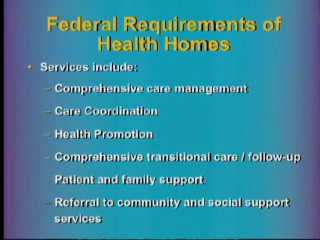 Federal Requirements of
Health Homes
• Services include:
– Comprehensive care management
– Care Coordination
– Health Promotion
– Comprehensive transitional care / follow-up
– Patient and family support
– Referral to community and social support
services